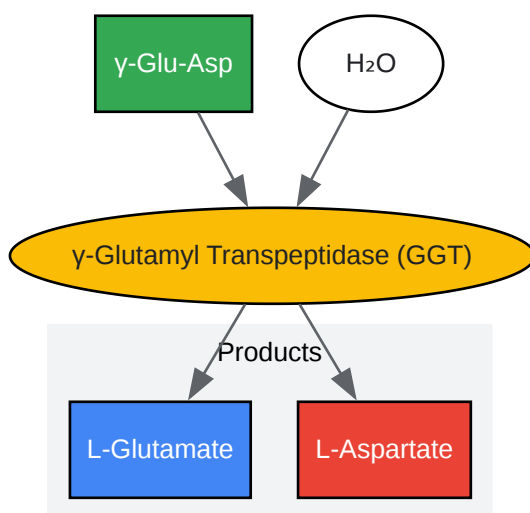 γ-Glu-Asp
H₂O
γ-Glutamyl Transpeptidase (GGT)
Products
L-Glutamate
L-Aspartate